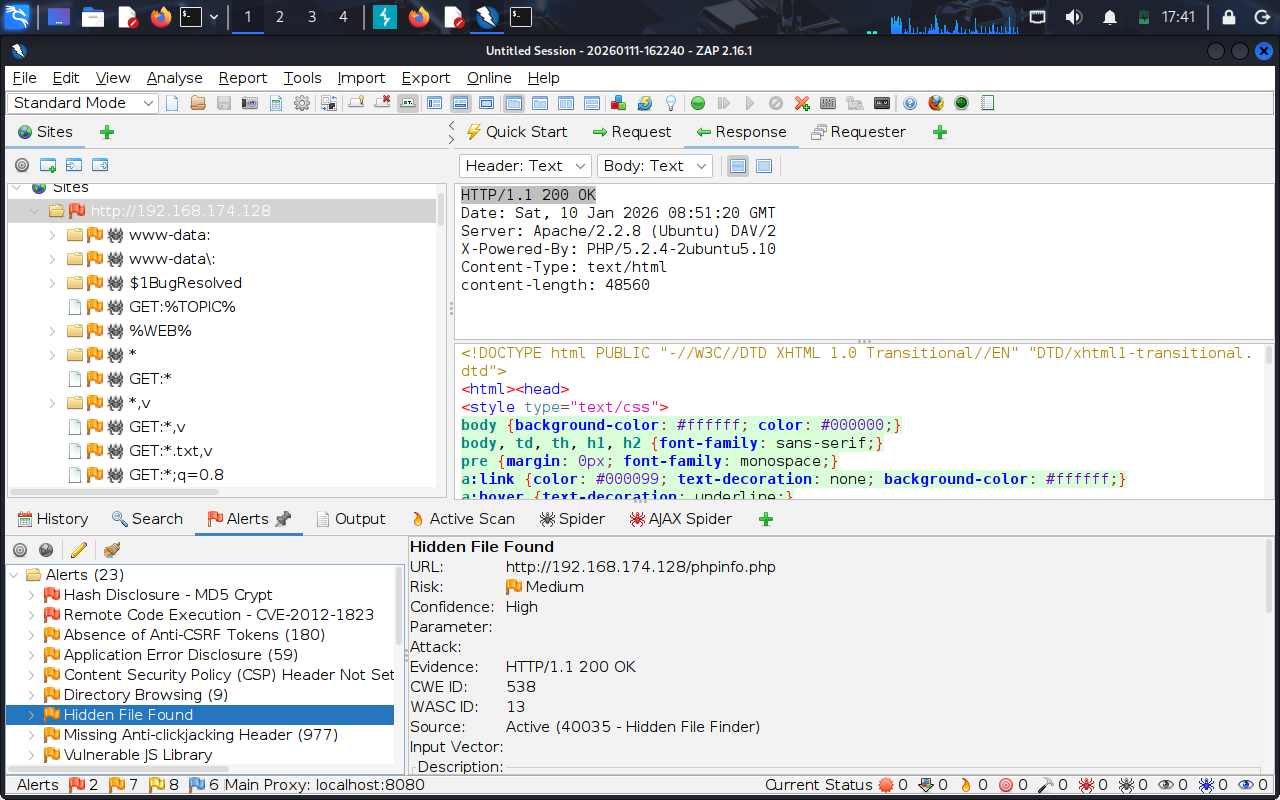 1 2 3 4 17:41
Untitled Session - 20260111-162240 - ZAP 2.16.1
File Edit View Analyse Report Tools Import Export Online Help
Standard Mode
Sites
Quick Start Request Response Requester
Header: Text Body: Text
Sites
http://192.168.174.128
www-data:
www-data\:
$1BugResolved
GET:%TOPIC%
%WEB%
*
GET:*
*,v
GET:*,v
GET:*.txt,v
GET:*;q=0.8
HTTP/1.1 200 OK
Date: Sat, 10 Jan 2026 08:51:20 GMT
Server: Apache/2.2.8 (Ubuntu) DAV/2
X-Powered-By: PHP/5.2.4-2ubuntu5.10
Content-Type: text/html
content-length: 48560
<!DOCTYPE html PUBLIC "-//W3C//DTD XHTML 1.0 Transitional//EN" "DTD/xhtml1-transitional.
dtd">
<html><head>
<style type="text/css">
body {background-color: #ffffff; color: #000000;}
body, td, th, h1, h2 {font-family: sans-serif;}
pre {margin: 0px; font-family: monospace;}
a:link {color: #000099; text-decoration: none; background-color: #ffffff;}
a:hover {text-decoration: underline;}
History Search Alerts Output Active Scan Spider AJAX Spider
Alerts (23)
Hash Disclosure - MD5 Crypt
Remote Code Execution - CVE-2012-1823
Absence of Anti-CSRF Tokens (180)
Application Error Disclosure (59)
Content Security Policy (CSP) Header Not Set
Directory Browsing (9)
Hidden File Found
Missing Anti-clickjacking Header (977)
Vulnerable JS Library
Hidden File Found
URL: http://192.168.174.128/phpinfo.php
Risk: Medium
Confidence: High
Parameter:
Attack:
Evidence: HTTP/1.1 200 OK
CWE ID: 538
WASC ID: 13
Source: Active (40035 - Hidden File Finder)
Input Vector:
Description:
Alerts 2 7 8 6 Main Proxy: localhost:8080 Current Status 0 0 0 0 0 0 0 0 0 0